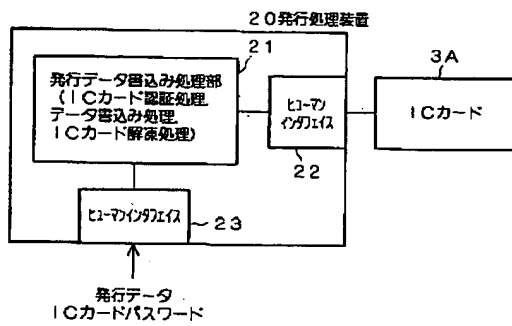 20発行処理装置
21
発行データ書込み処理部
(ICカード認証処理,
データ書込み処理,
ICカード解凍処理)
ヒューマン
インタフェイス
22
3A
ICカード
ヒューマンインタフェイス
23
発行データ
ICカードパスワード